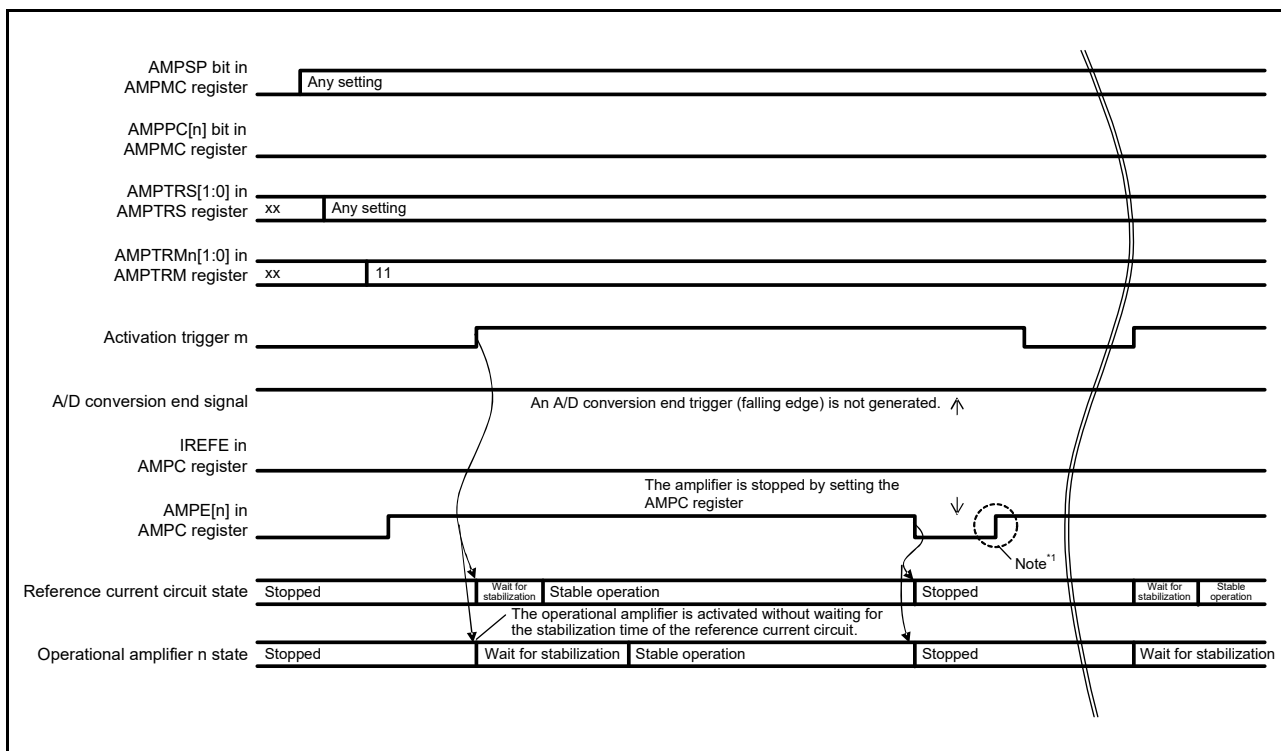 AMPSP bit in
AMPMC register
Any setting
AMPPC[n] bit in
AMPMC register
AMPTRS[1:0] in
AMPTRS register
xx
Any setting
AMPTRMn[1:0] in
AMPTRM register
xx
11
Activation trigger m
A/D conversion end signal
An A/D conversion end trigger (falling edge) is not generated.
IREFE in
AMPC register
The amplifier is stopped by setting the
AMPC register
AMPE[n] in
AMPC register
Note*1
Reference current circuit state
Stopped
Wait for
stabilization
Stable operation
Stopped
Wait for
stabilization
Stable
operation
The operational amplifier is activated without waiting for
the stabilization time of the reference current circuit.
Operational amplifier n state
Stopped
Wait for stabilization
Stable operation
Stopped
Wait for stabilization